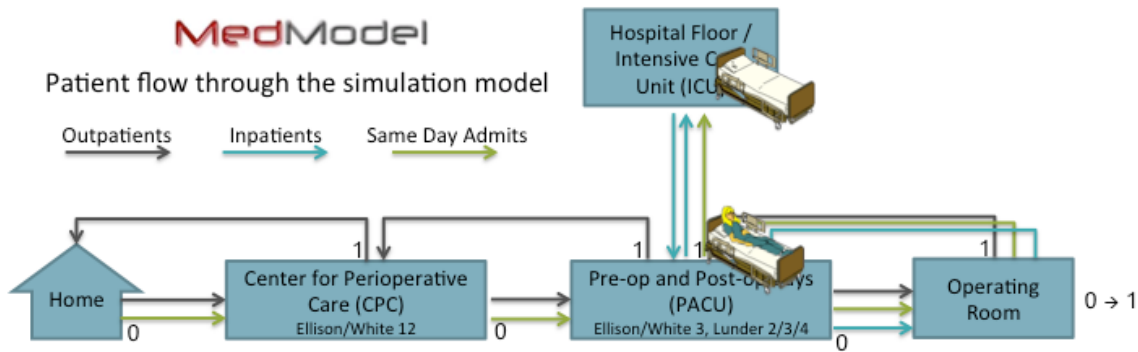 MedModel
Patient flow through the simulation model
Outpatients
Inpatients
Same Day Admits
Hospital Floor /
Intensive C
Unit (ICU
1
1
1
1
Home
Center for Perioperative
Care (CPC)
Ellison/White 12
Pre-op and Post-op ys
(PACU)
Ellison/White 3, Lunder 2/3/4
Operating
Room
0 → 1
0
0
0